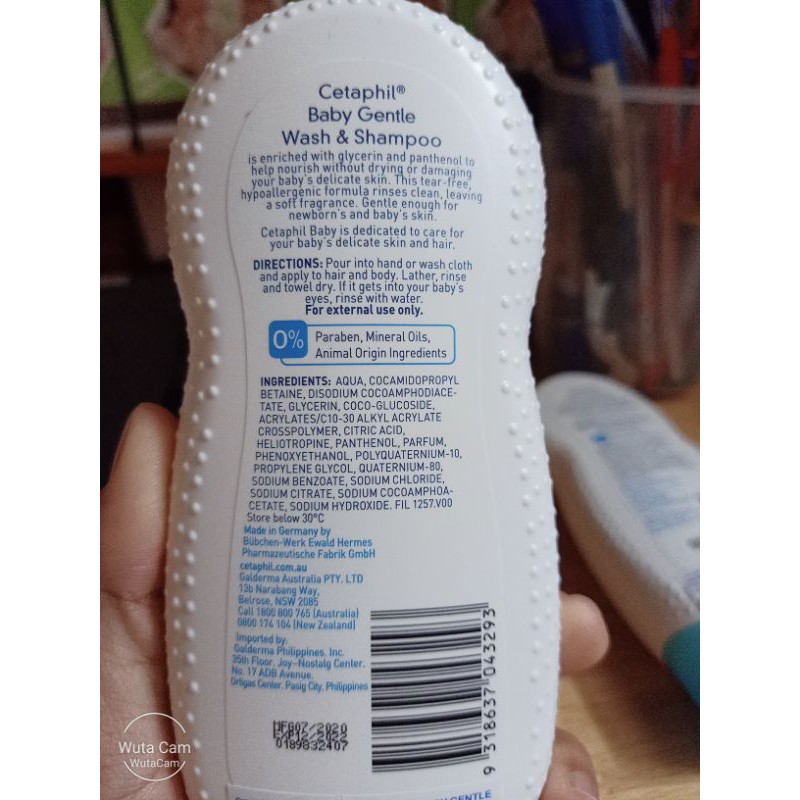 Cetaphil®
Baby Gentle
Wash & Shampoo
is enriched with glycerin and panthenol to
help nourish without drying or damaging
your baby's delicate skin. This tear-free,
hypoallergenic formula rinses clean, leaving
a soft fragrance. Gentle enough for
newborn's and baby's skin.
Cetaphil Baby is dedicated to care for
your baby's delicate skin and hair.
DIRECTIONS: Pour into hand or wash cloth
and apply to hair and body. Lather, rinse
and towel dry. If it gets into your baby's
eyes, rinse with water.
For external use only.
0% Paraben, Mineral Oils,
Animal Origin Ingredients
INGREDIENTS: AQUA, COCAMIDOPROPYL
BETAINE, DISODIUM COCOAMPHODIACE-
TATE, GLYCERIN, COCO-GLUCOSIDE,
ACRYLATES/C10-30 ALKYL ACRYLATE
CROSSPOLYMER, CITRIC ACID,
HELIOTROPINE, PANTHENOL, PARFUM,
PHENOXYETHANOL, POLYQUATERNIUM-10,
PROPYLENE GLYCOL, QUATERNIUM-80,
SODIUM BENZOATE, SODIUM CHLORIDE,
SODIUM CITRATE, SODIUM COCOAMPHOA-
CETATE, SODIUM HYDROXIDE. FIL 1257.V00
Store below 30°C
Made in Germany by
Bübchen-Werk Ewald Hermes
Pharmazeutische Fabrik GmbH
cetaphil.com.au
Galderma Australia PTY. LTD
13b Narabang Way,
Belrose, NSW 2085
Call 1800 800 765 (Australia)
0800 174 104 (New Zealand)
Imported by:
Galderma Philippines, Inc.
35th Floor, Joy-Nostalg Center,
No. 17 ADB Avenue,
Ortigas Center, Pasig City, Philippines
MFG07/2020
EXP12/2022
0189832407
9 318637 043293
GENTLE
Wuta Cam
WutaCam